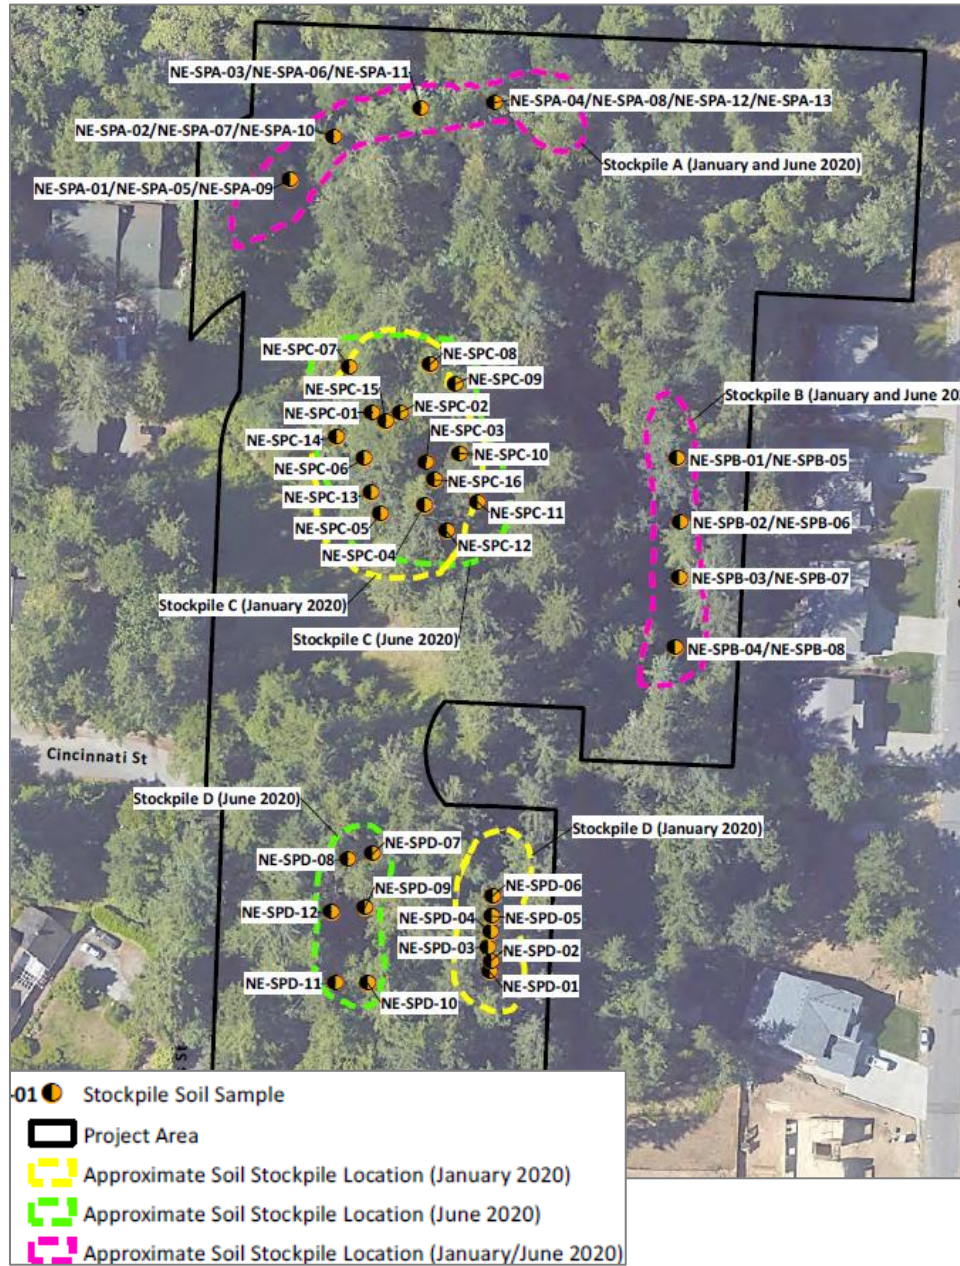 NE-SPA-03/NE-SPA-06/NE-SPA-11
NE-SPA-04/NE-SPA-08/NE-SPA-12/NE-SPA-13
NE-SPA-02/NE-SPA-07/NE-SPA-10
Stockpile A (January and June 2020)
NE-SPA-01/NE-SPA-05/NE-SPA-09
NE-SPC-07
NE-SPC-08
NE-SPC-09
NE-SPC-15
Stockpile B (January and June 20
NE-SPC-01
NE-SPC-02
NE-SPC-03
NE-SPC-14
NE-SPC-10
NE-SPB-01/NE-SPB-05
NE-SPC-06
NE-SPC-16
NE-SPC-13
NE-SPC-11
NE-SPC-05
NE-SPB-02/NE-SPB-06
NE-SPC-12
NE-SPC-04
NE-SPB-03/NE-SPB-07
Stockpile C (January 2020)
Stockpile C (June 2020)
NE-SPB-04/NE-SPB-08
Cincinnati St
Stockpile D (June 2020)
Stockpile D (January 2020)
NE-SPD-07
NE-SPD-08
NE-SPD-06
NE-SPD-09
NE-SPD-12
NE-SPD-04
NE-SPD-05
NE-SPD-03
NE-SPD-02
NE-SPD-11
NE-SPD-01
NE-SPD-10
St
-01 Stockpile Soil Sample
Project Area
Approximate Soil Stockpile Location (January 2020)
Approximate Soil Stockpile Location (June 2020)
Approximate Soil Stockpile Location (January/June 2020)